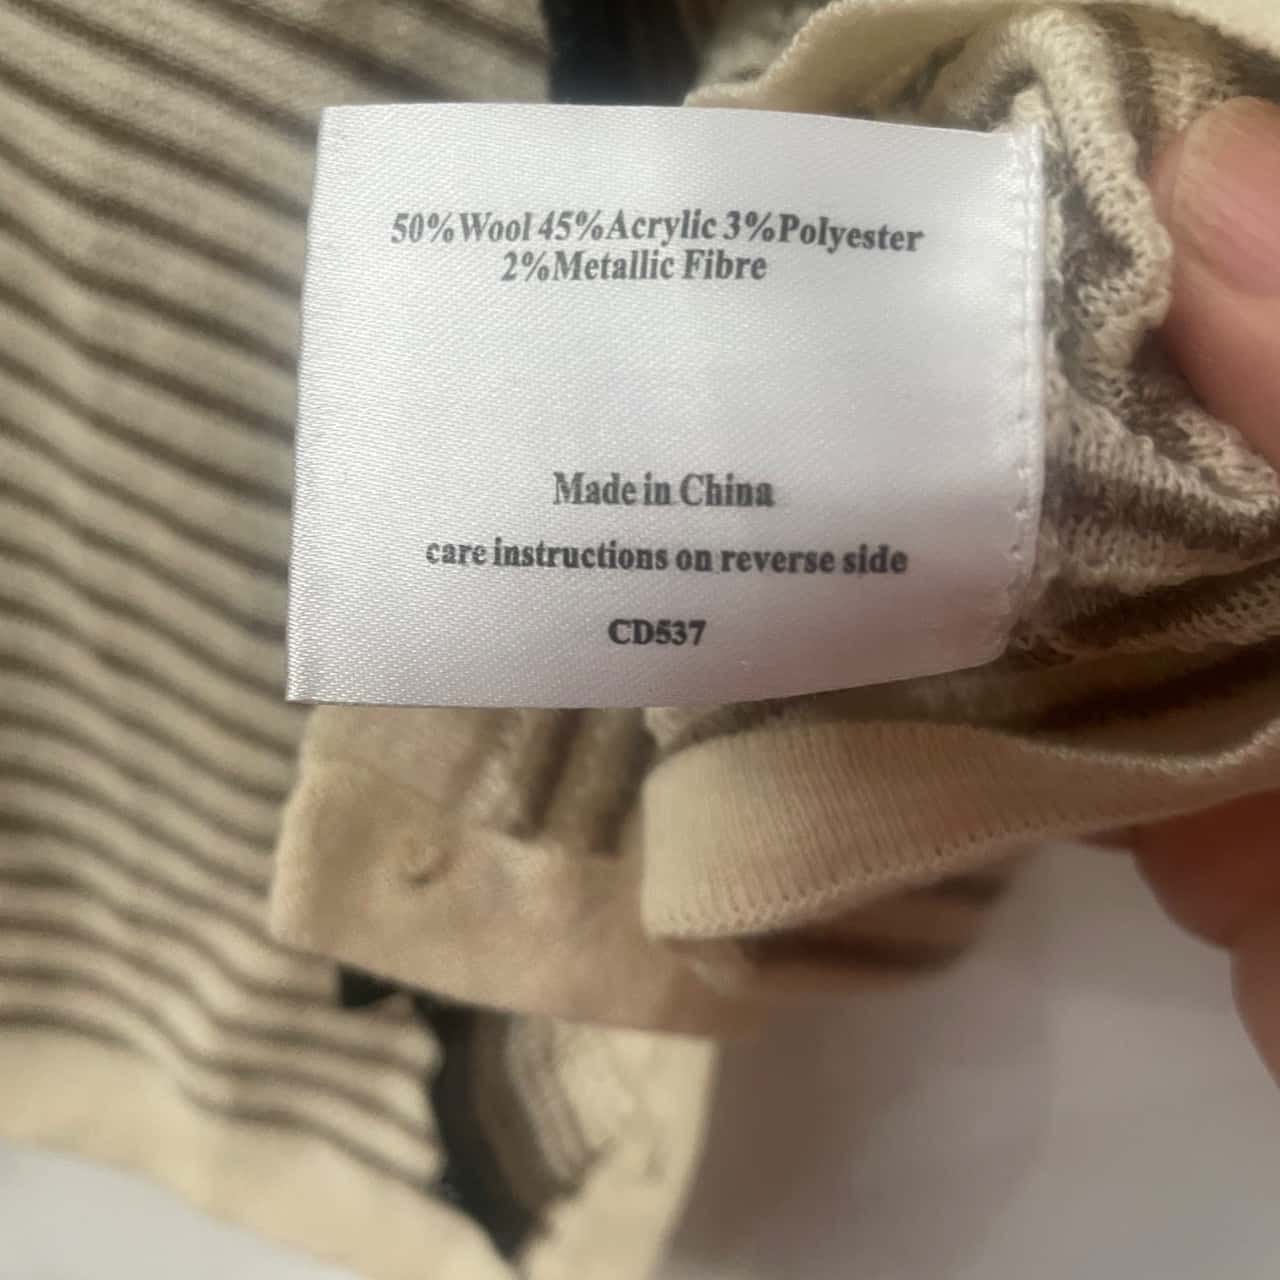 50%Wool 45%Acrylic 3%Polyester
2%Metallic Fibre
Made in China
care instructions on reverse side
CD537